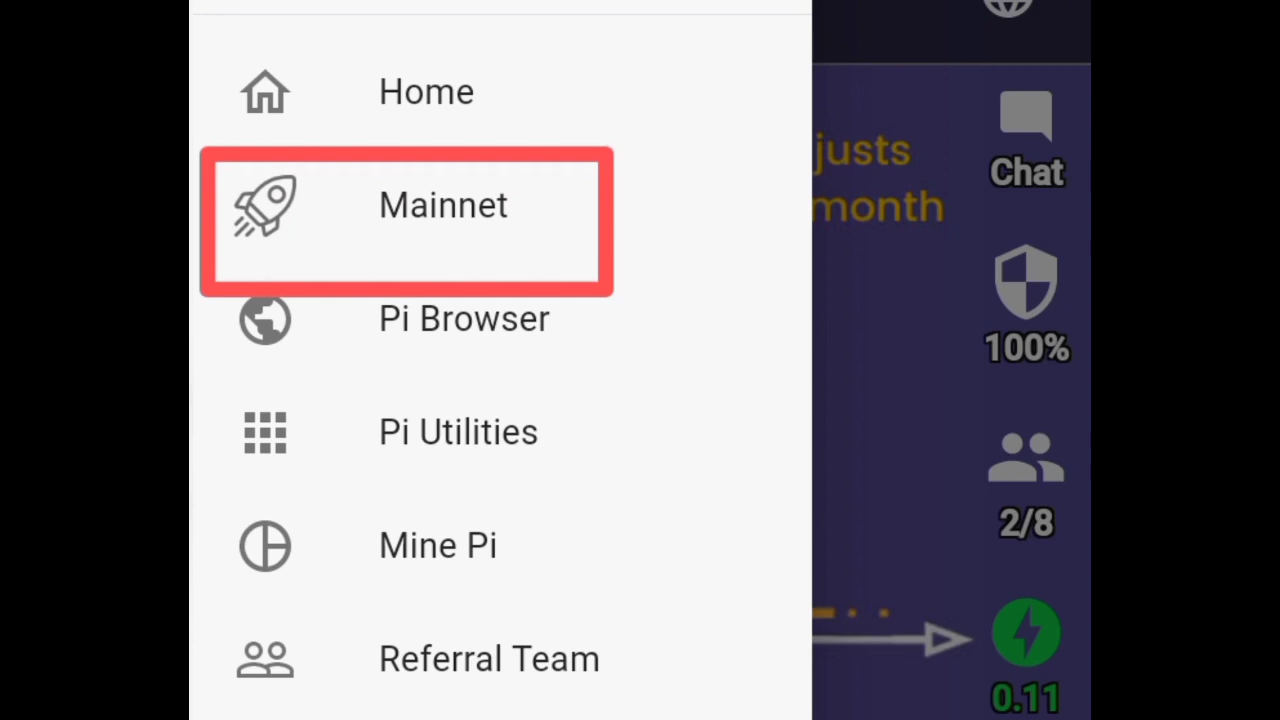 Home
Mainnet
Pi Browser
Pi Utilities
Mine Pi
Referral Team
justs
month
Chat
100%
2/8
0.11